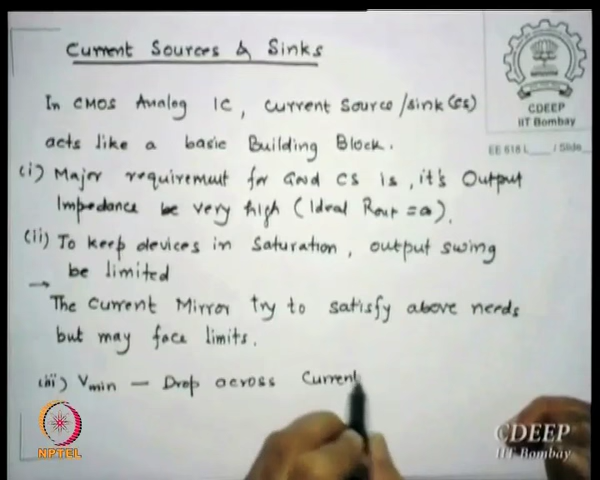 Current Sources & Sinks
CDEEP
IIT Bombay
EE 618 L____ / Slide__
In CMOS Analog IC, Current Source/sink (CS)
acts like a basic Building Block.
(i) Major requirement for Good CS is, it's Output
Impedance be very high (Ideal Rout = ∞).
(ii) To keep devices in Saturation, output swing
be limited
→
The Current Mirror try to satisfy above needs
but may face limits.
(iii) Vmin — Drop across Current
NPTEL
CDEEP
IIT Bombay